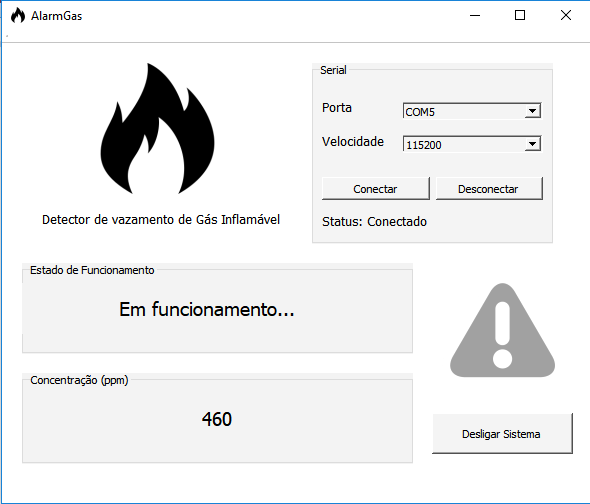 AlarmGas
Serial
Porta
COM5
Velocidade
115200
Conectar
Desconectar
Status: Conectado
Detector de vazamento de Gás Inflamável
Estado de Funcionamento
Em funcionamento...
Concentração (ppm)
460
Desligar Sistema